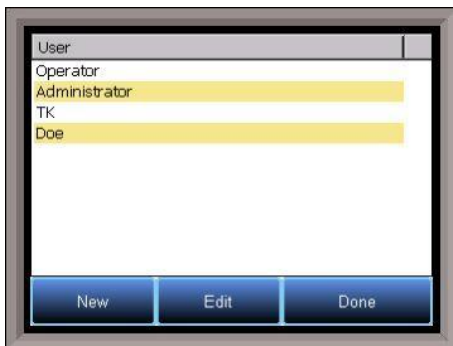 User
Operator
Administrator
TK
Doe
New Edit Done